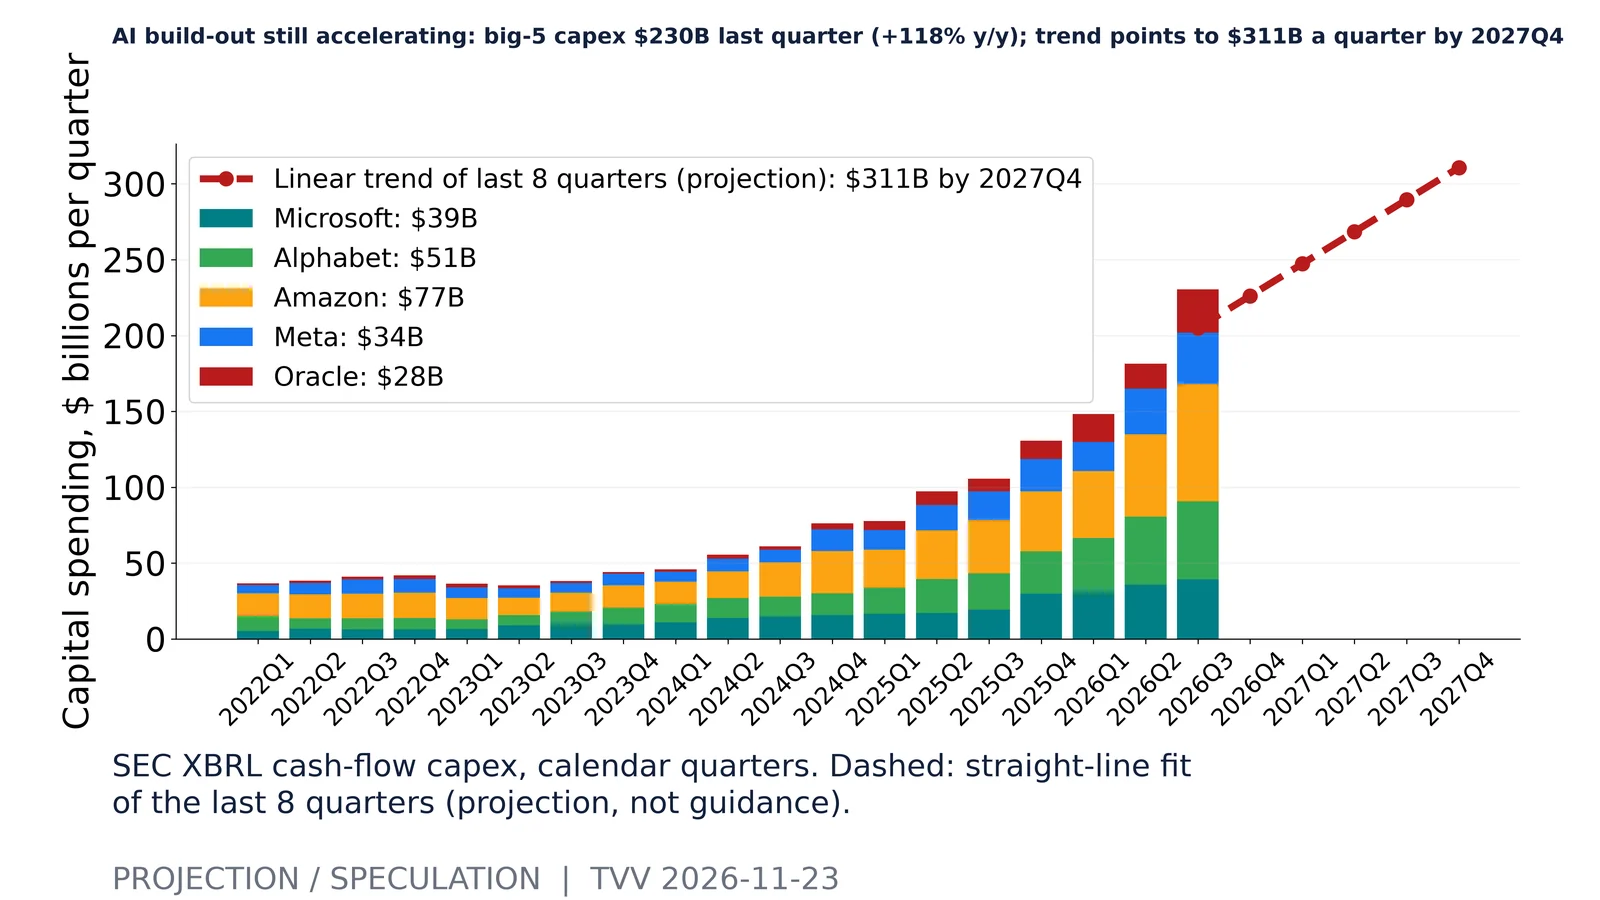 AI build-out still accelerating: big-5 capex $230B last quarter (+118% y/y); trend points to $311B a quarter by 2027Q4
Capital spending, $ billions per quarter
300
250
200
150
100
50
0
Linear trend of last 8 quarters (projection): $311B by 2027Q4
Microsoft: $39B
Alphabet: $51B
Amazon: $77B
Meta: $34B
Oracle: $28B
2022Q1
2022Q2
2022Q3
2022Q4
2023Q1
2023Q2
2023Q3
2023Q4
2024Q1
2024Q2
2024Q3
2024Q4
2025Q1
2025Q2
2025Q3
2025Q4
2026Q1
2026Q2
2026Q3
2026Q4
2027Q1
2027Q2
2027Q3
2027Q4
SEC XBRL cash-flow capex, calendar quarters. Dashed: straight-line fit
of the last 8 quarters (projection, not guidance).
PROJECTION / SPECULATION | TVV 2026-11-23